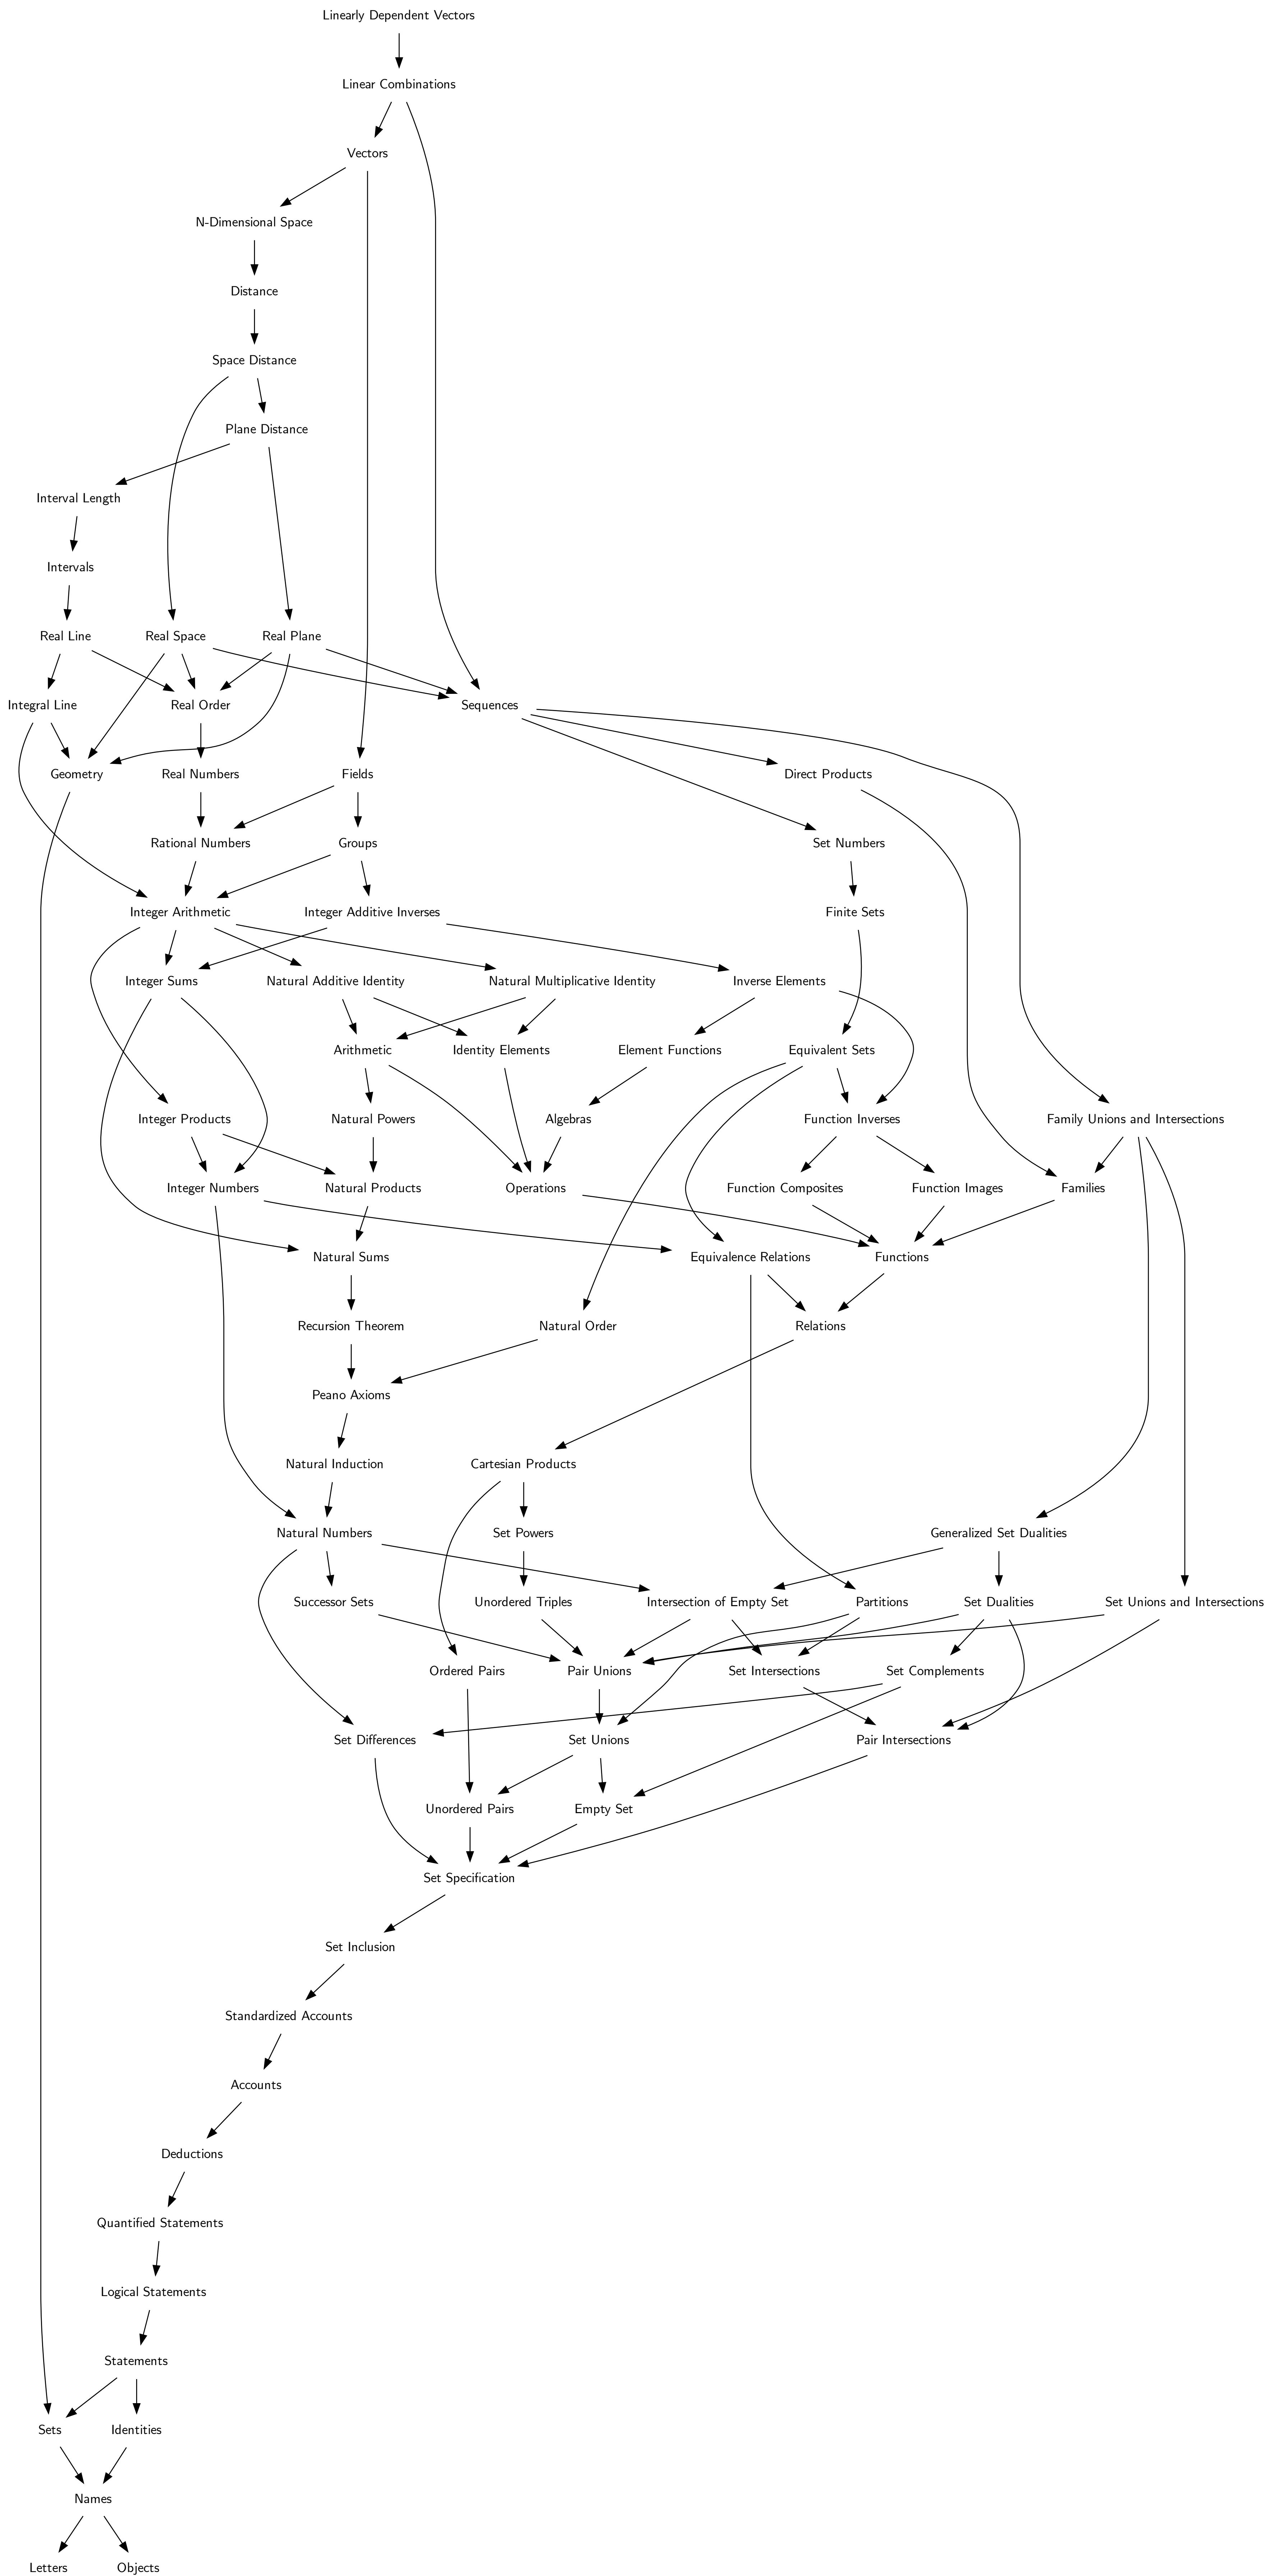 Linearly Dependent Vectors
Linear Combinations
Vectors
N-Dimensional Space
Distance
Space Distance
Plane Distance
Interval Length
Intervals
Real Line
Real Space
Real Plane
Integral Line
Real Order
Sequences
Geometry
Real Numbers
Fields
Direct Products
Rational Numbers
Groups
Set Numbers
Integer Arithmetic
Integer Additive Inverses
Finite Sets
Integer Sums
Natural Additive Identity
Natural Multiplicative Identity
Inverse Elements
Arithmetic
Identity Elements
Element Functions
Equivalent Sets
Integer Products
Natural Powers
Algebras
Function Inverses
Family Unions and Intersections
Integer Numbers
Natural Products
Operations
Function Composites
Function Images
Families
Natural Sums
Equivalence Relations
Functions
Recursion Theorem
Natural Order
Relations
Peano Axioms
Natural Induction
Cartesian Products
Natural Numbers
Set Powers
Generalized Set Dualities
Successor Sets
Unordered Triples
Intersection of Empty Set
Partitions
Set Dualities
Set Unions and Intersections
Ordered Pairs
Pair Unions
Set Intersections
Set Complements
Set Differences
Set Unions
Pair Intersections
Unordered Pairs
Empty Set
Set Specification
Set Inclusion
Standardized Accounts
Accounts
Deductions
Quantified Statements
Logical Statements
Statements
Sets
Identities
Names
Letters
Objects